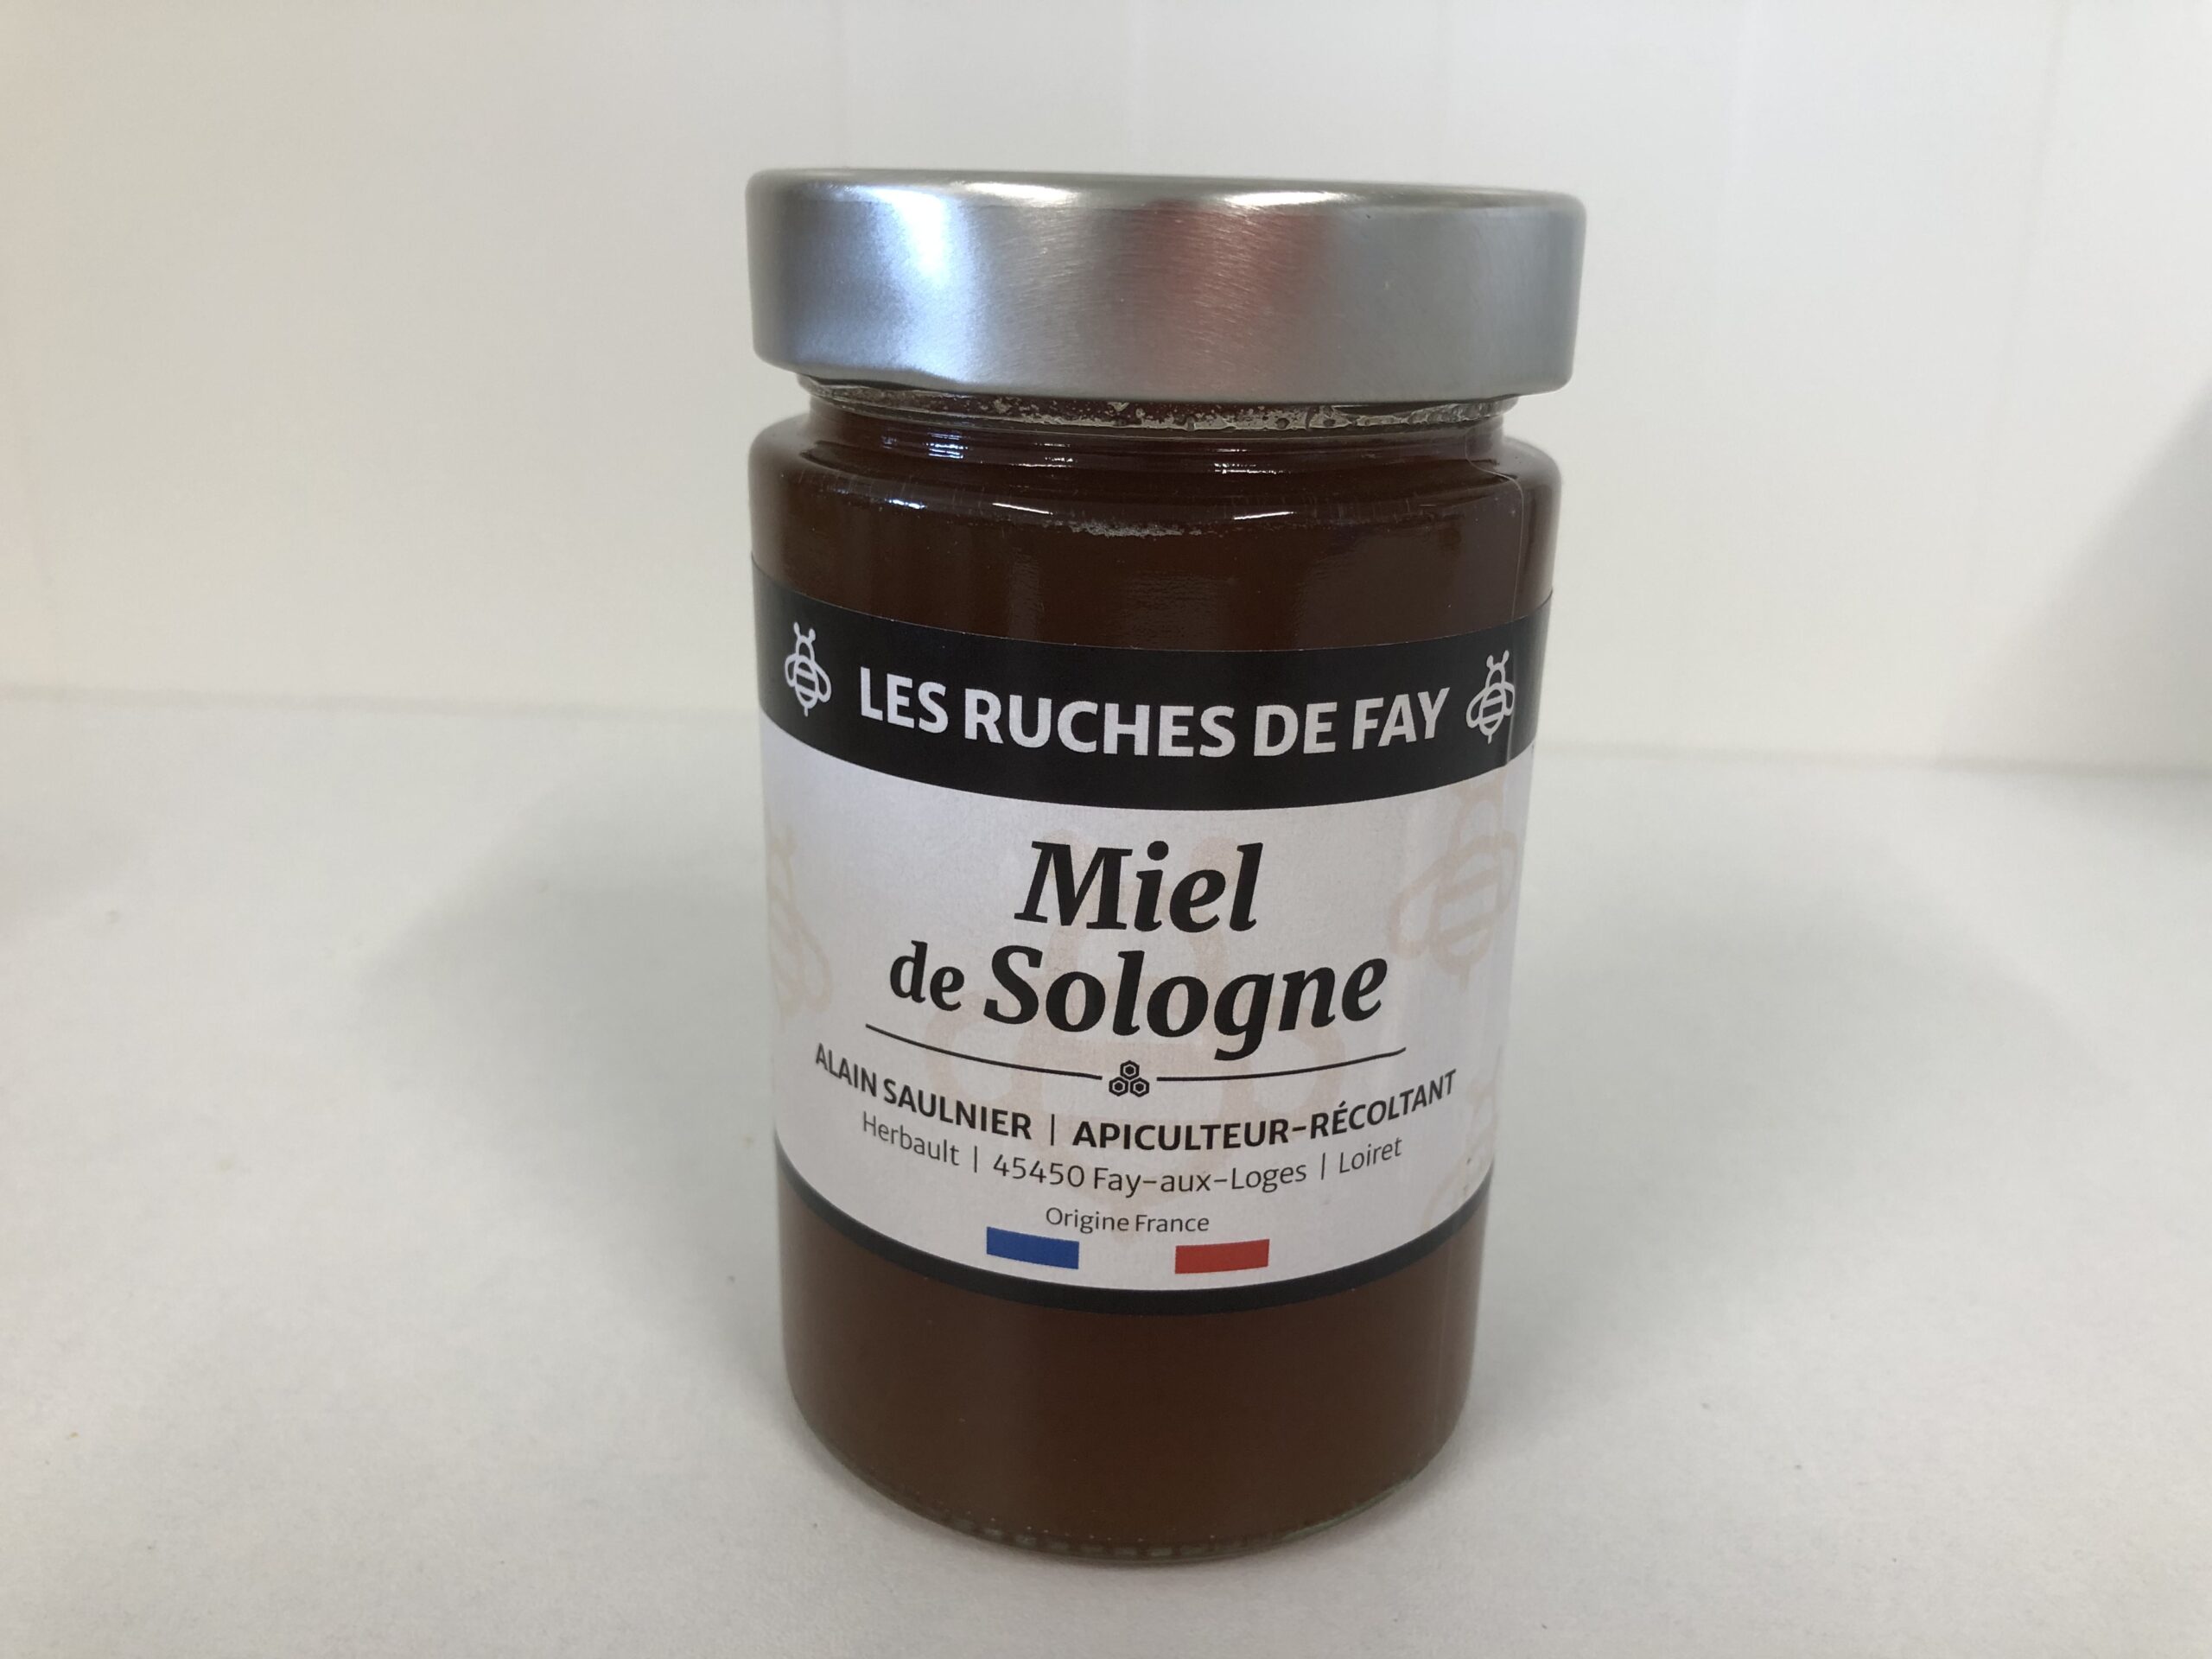 LES RUCHES DE FAY
Miel
de Sologne
ALAIN SAULNIER | APICULTEUR-RÉCOLTANT
Herbault | 45450 Fay-aux-Loges | Loiret
Origine France